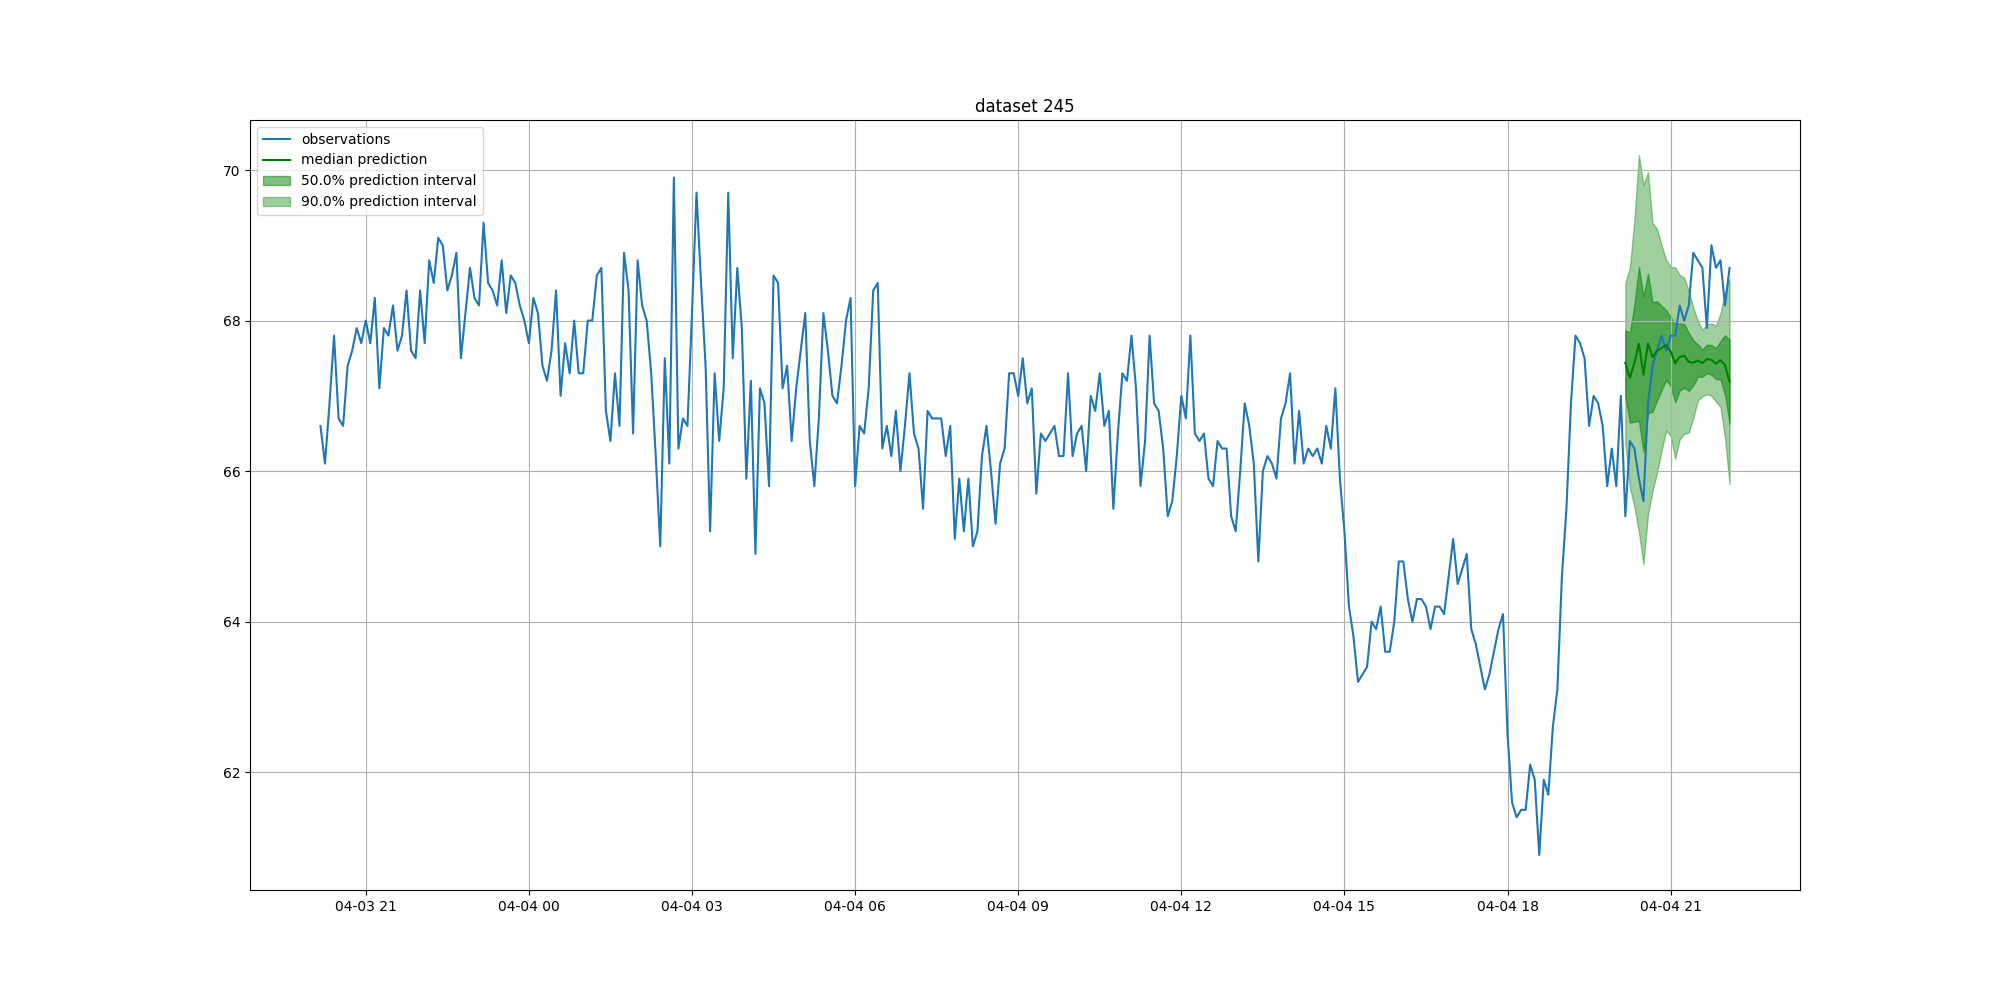 dataset 245
observations
median prediction
50.0% prediction interval
90.0% prediction interval
70
68
66
64
62
04-03 21
04-04 00
04-04 03
04-04 06
04-04 09
04-04 12
04-04 15
04-04 18
04-04 21